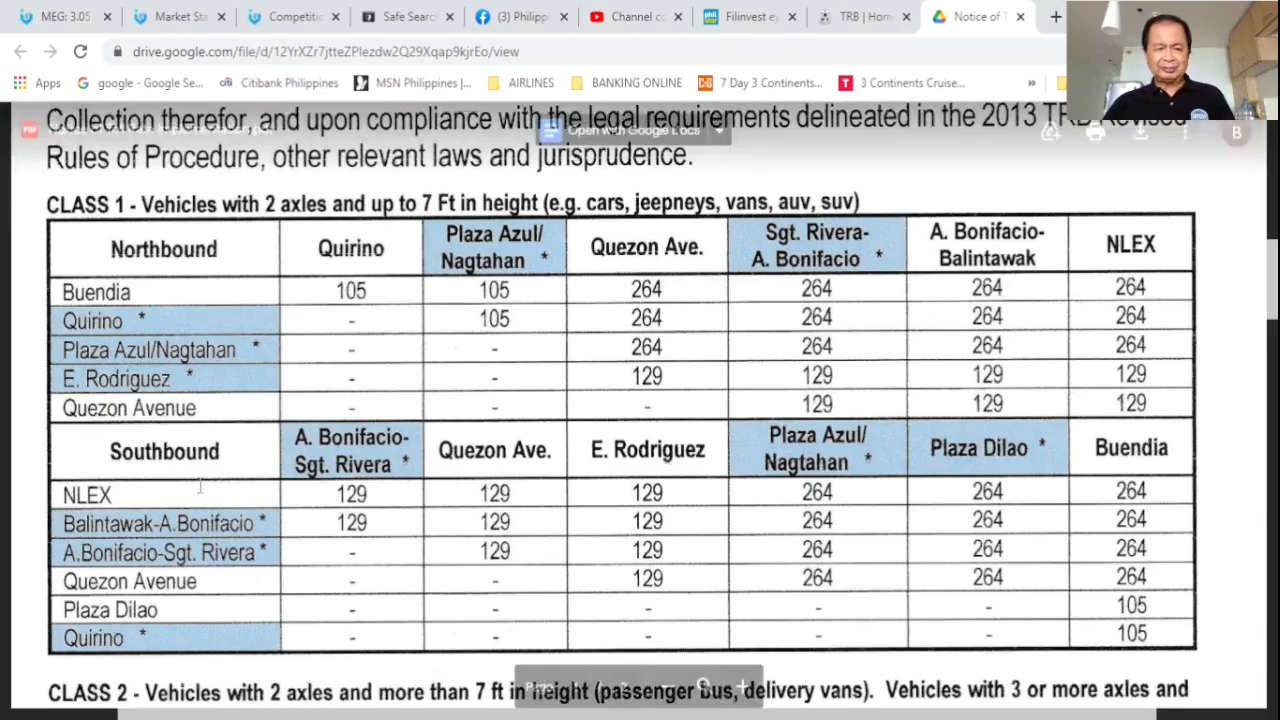 MEG: 3.05
Market Sta
Competitic
Safe Searc
(3) Philipp
Channel co
Filinvest ey
TRB | Hom
Notice of T
drive.google.com/file/d/12YrXZr7jtteZPlezdw2Q29Xqap9kjrEo/view
Apps google - Google Se... Citibank Philippines MSN Philippines |... AIRLINES BANKING ONLINE 7 Day 3 Continents... 3 Continents Cruise... »
Collection therefor, and upon compliance with the legal requirements delineated in the 2013 TRB Revised
Open with Google Docs
B
Rules of Procedure, other relevant laws and jurisprudence.
CLASS 1 - Vehicles with 2 axles and up to 7 Ft in height (e.g. cars, jeepneys, vans, auv, suv)
Northbound Quirino Plaza Azul/ Nagtahan * Quezon Ave. Sgt. Rivera- A. Bonifacio * A. Bonifacio- Balintawak NLEX
Buendia 105 105 264 264 264 264
Quirino * - 105 264 264 264 264
Plaza Azul/Nagtahan * - - 264 264 264 264
E. Rodriguez * - - 129 129 129 129
Quezon Avenue - - - 129 129 129
Southbound A. Bonifacio- Sgt. Rivera * Quezon Ave. E. Rodriguez Plaza Azul/ Nagtahan * Plaza Dilao * Buendia
NLEX 129 129 129 264 264 264
Balintawak-A.Bonifacio * 129 129 129 264 264 264
A.Bonifacio-Sgt. Rivera * - 129 129 264 264 264
Quezon Avenue - - 129 264 264 264
Plaza Dilao - - - - - 105
Quirino * - - - - - 105
CLASS 2 - Vehicles with 2 axles and more than 7 ft in height (passenger bus, delivery vans). Vehicles with 3 or more axles and